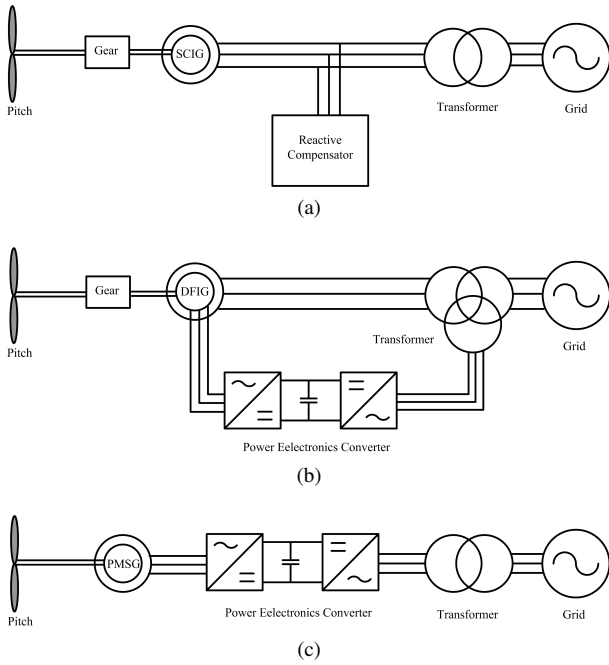 Gear
SCIG
Pitch
Transformer
Grid
Reactive
Compensator
(a)
Gear
DFIG
Pitch
Transformer
Grid
Power Eelectronics Converter
(b)
PMSG
Pitch
Power Eelectronics Converter
Transformer
Grid
(c)